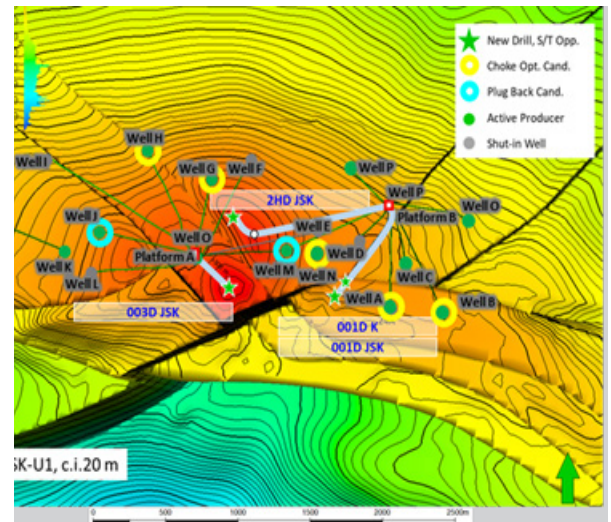 New Drill, S/T Opp.
Choke Opt. Cand.
Plug Back Cand.
Active Producer
Shut-in Well
Well H
Well I
Well G
Well F
Well P
2HD JSK
Well P
Well J
Well O
Well E
Platform B
Well O
Well K
Platform A
Well M
Well D
Well L
Well N
Well C
003D JSK
Well A
Well B
001D K
001D JSK
SK-U1, c.i.20 m
0 500 1000 1500 2000 2500m